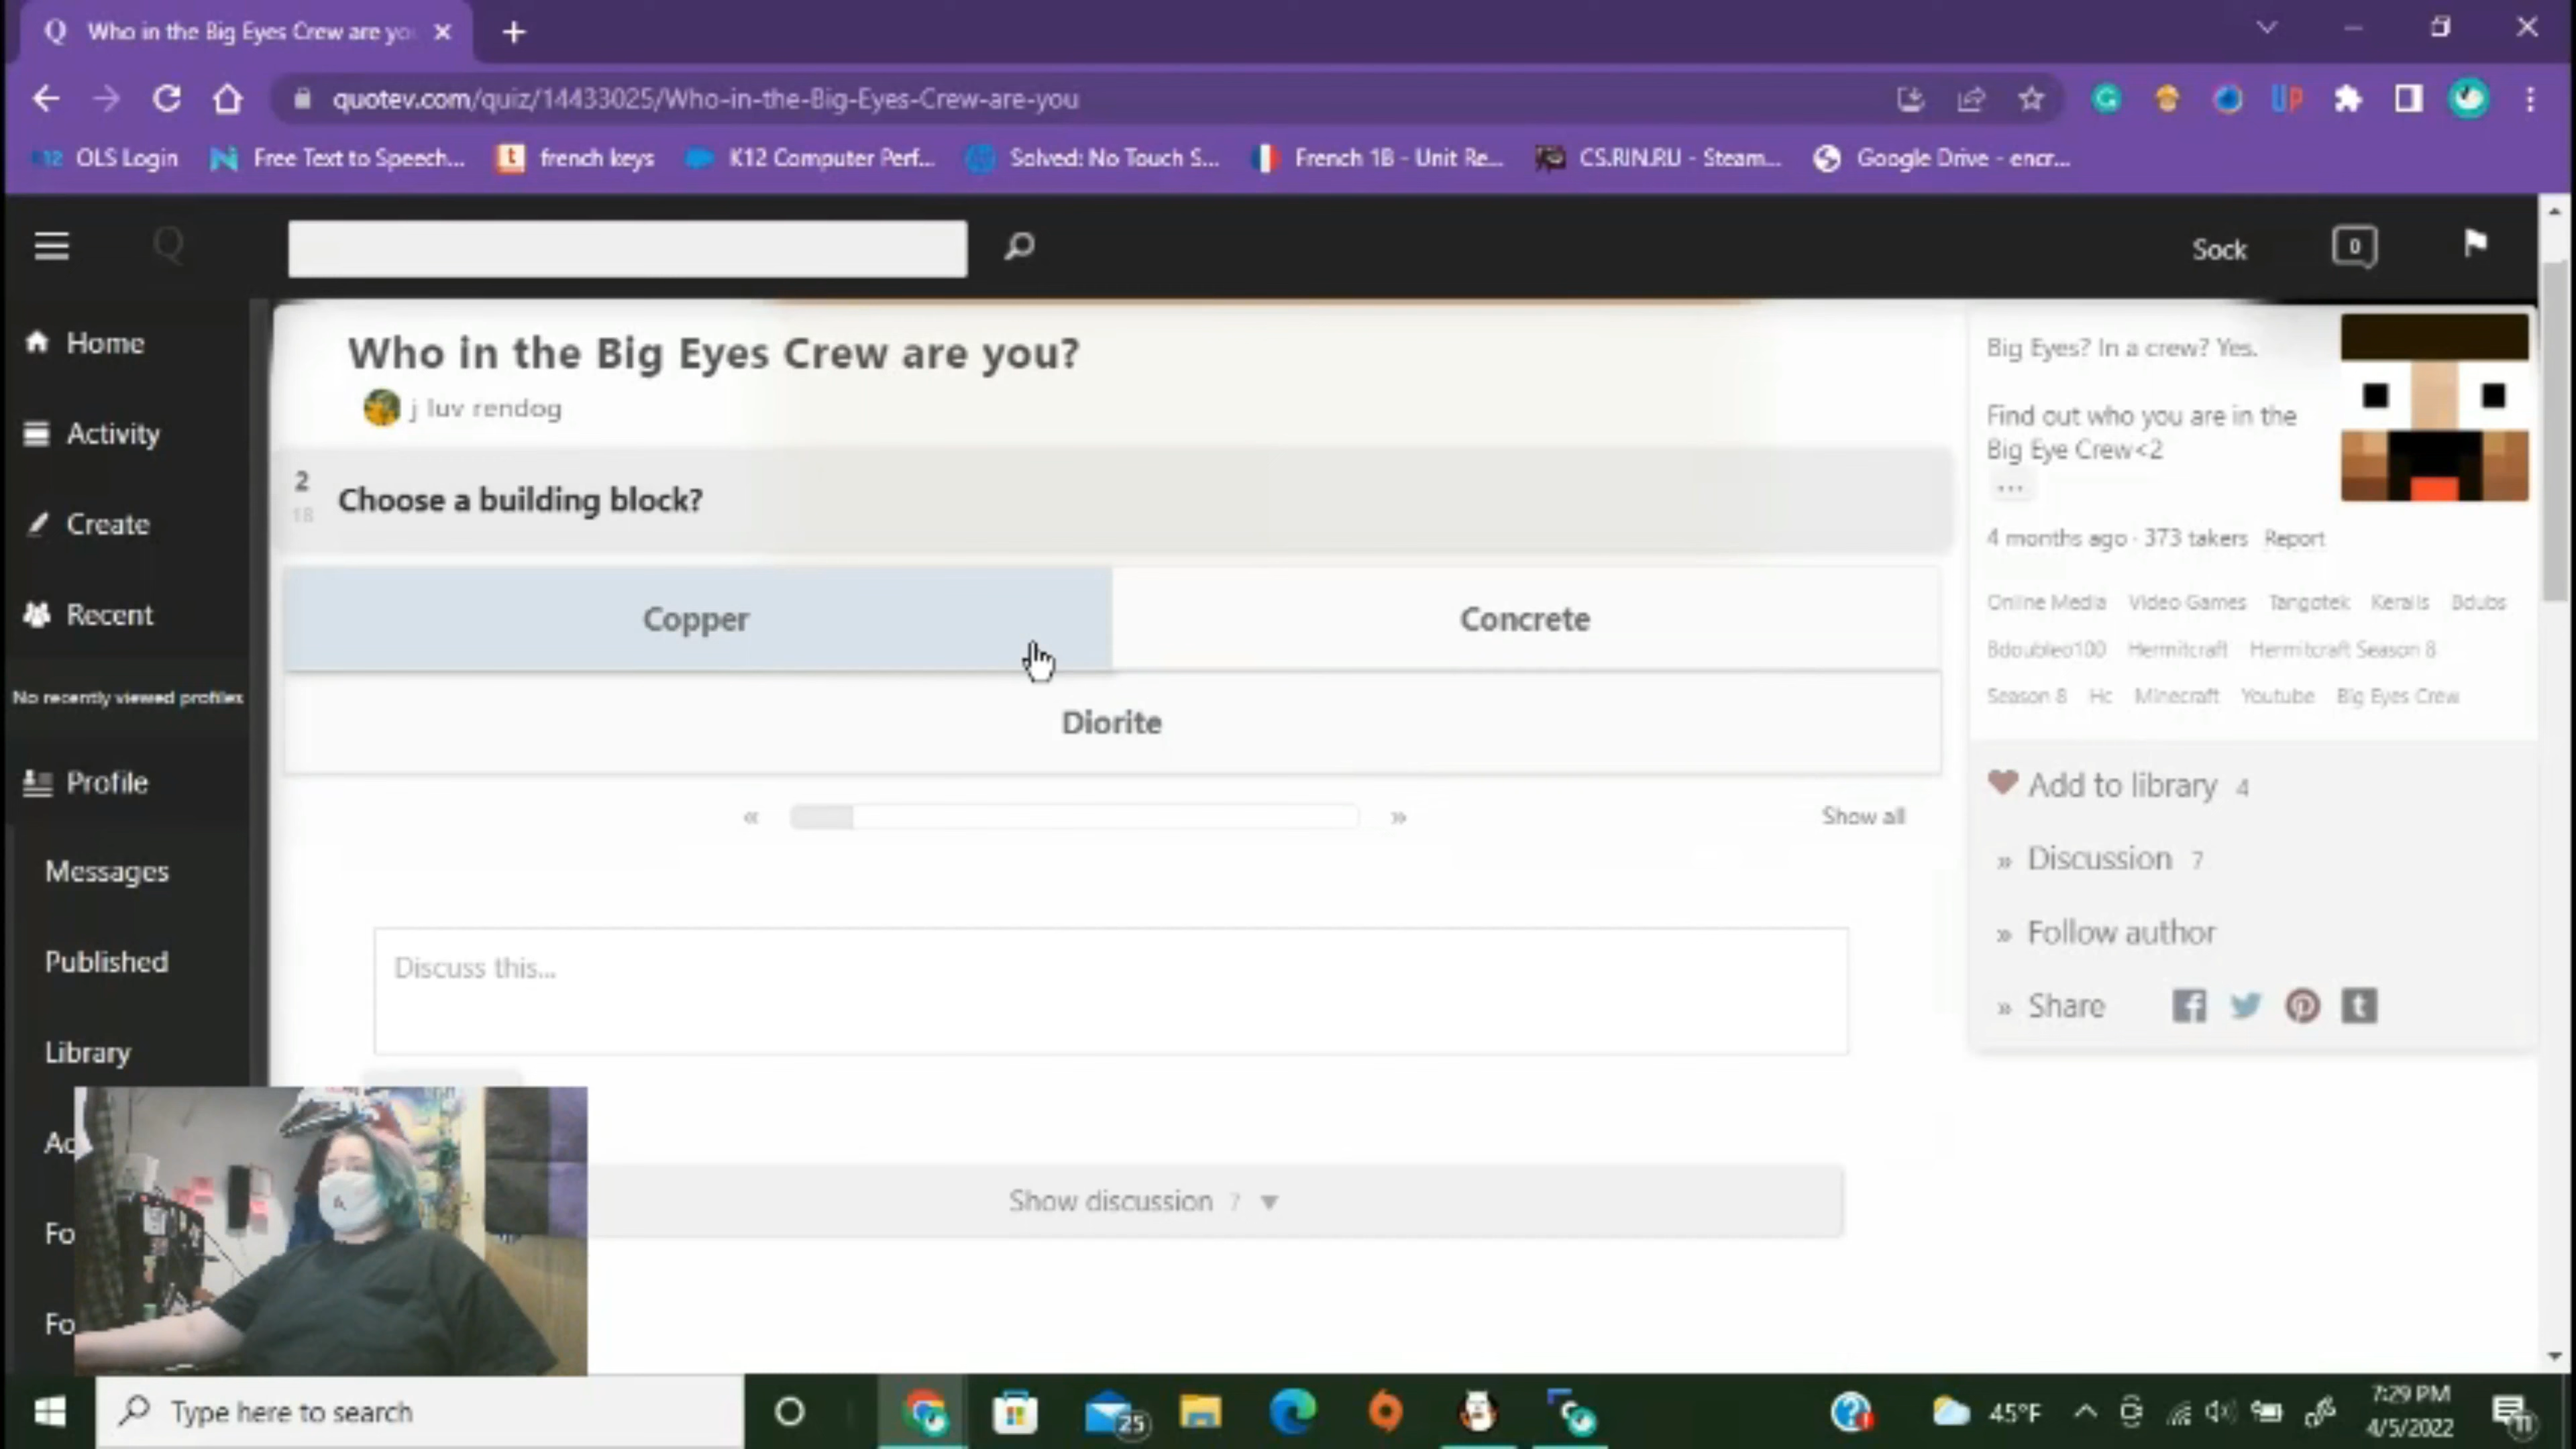 Who in the Big Eyes Crew are yo
quotev.com/quiz/14433025/Who-in-the-Big-Eyes-Crew-are-you
UP
K12 OLS Login
Free Text to Speech...
french keys
K12 Computer Perf...
Solved: No Touch S...
French 1B - Unit Re...
CS.RIN.RU - Steam...
Google Drive - encr...
Q
Sock
0
Home
Activity
Create
Recent
No recently viewed profiles
Profile
Messages
Published
Library
Ac
Fo
Fo
Who in the Big Eyes Crew are you?
j luv rendog
2
18
Choose a building block?
Copper
Concrete
Diorite
«
»
Show all
Discuss this...
Show discussion 7 ▼
Big Eyes? In a crew? Yes.
Find out who you are in the
Big Eye Crew<2
...
4 months ago · 373 takers Report
Online Media Video Games Tangotek Keralis Bdubs
Bdoubleo100 Hermitcraft Hermitcraft Season 8
Season 8 Hc Minecraft Youtube Big Eyes Crew
Add to library 4
» Discussion 7
» Follow author
» Share
Type here to search
25
45°F
7:29 PM
4/5/2022
11